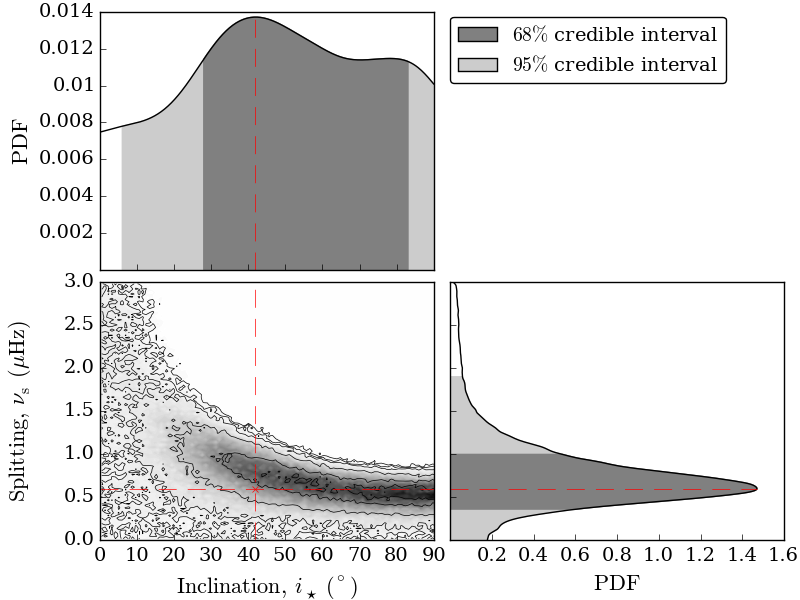 0.014
0.012
0.01
0.008
0.006
0.004
0.002
PDF
68% credible interval
95% credible interval
3.0
2.5
2.0
1.5
1.0
0.5
0.0
Splitting, νs (μHz)
0 10 20 30 40 50 60 70 80 90
Inclination, i⋆ (°)
0.2 0.4 0.6 0.8 1.0 1.2 1.4 1.6
PDF